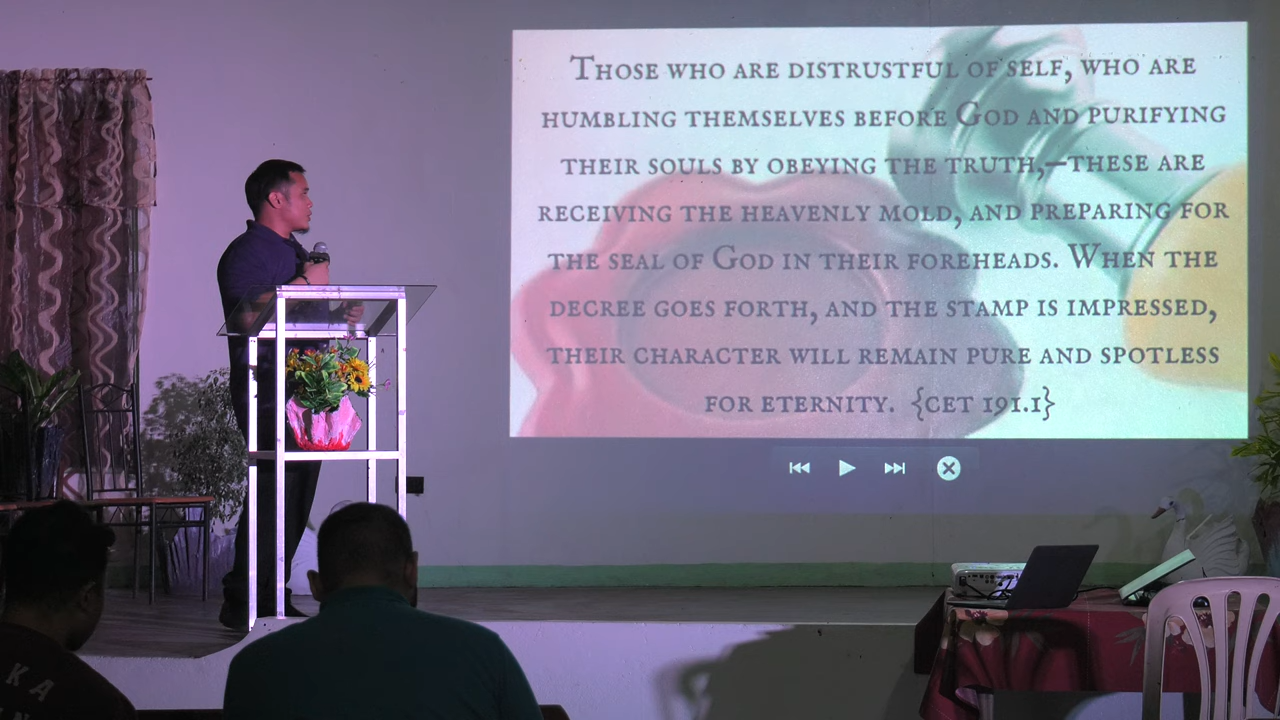 Those who are distrustful of self, who are
humbling themselves before God and purifying
their souls by obeying the truth,—these are
receiving the heavenly mold, and preparing for
the seal of God in their foreheads. When the
decree goes forth, and the stamp is impressed,
their character will remain pure and spotless
for eternity. {CET 191.1}
KA